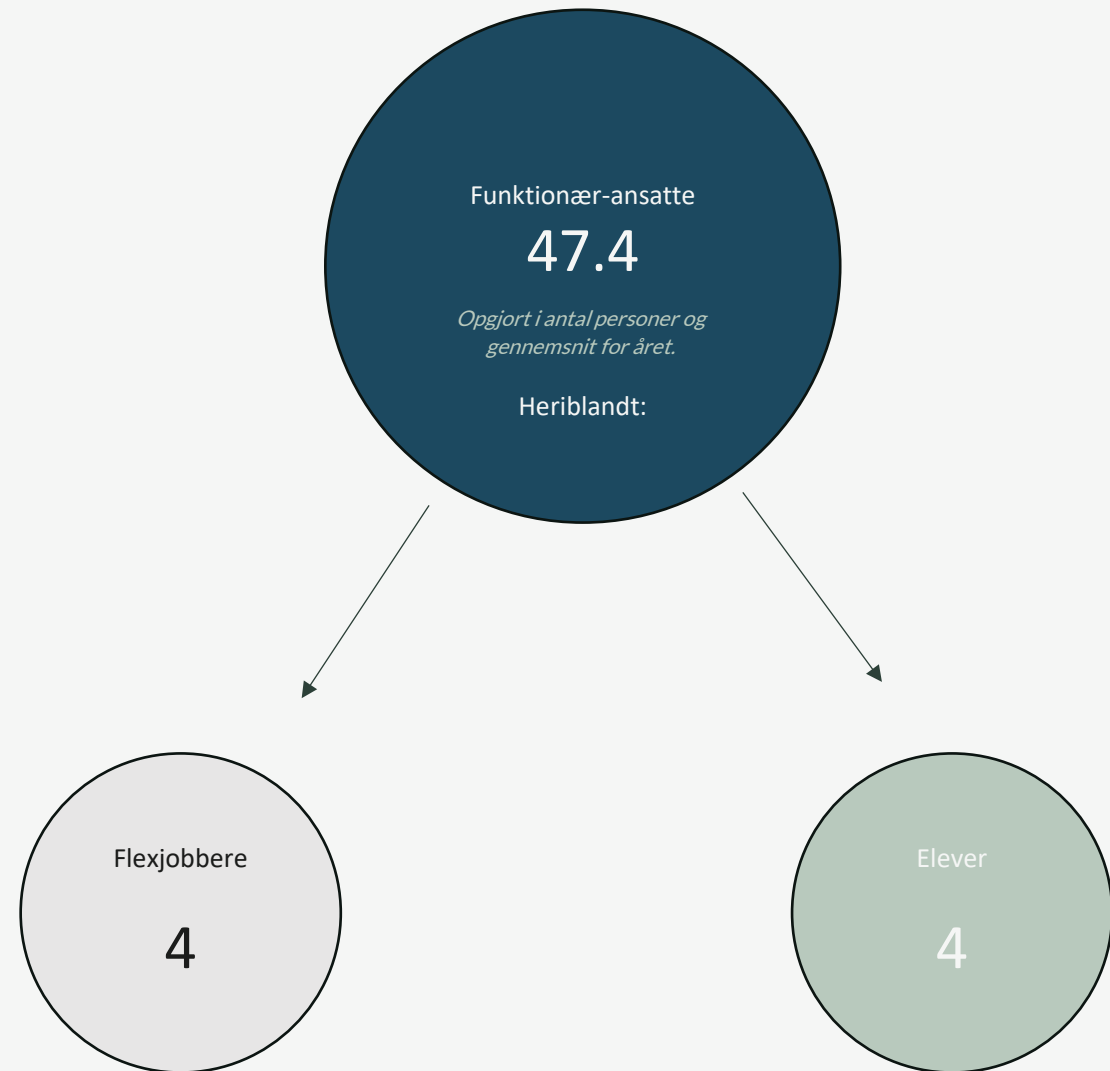 Funktionær-ansatte
47.4
Opgjort i antal personer og
gennemsnit for året.
Heriblandt:
Flexjobbere
4
Elever
4